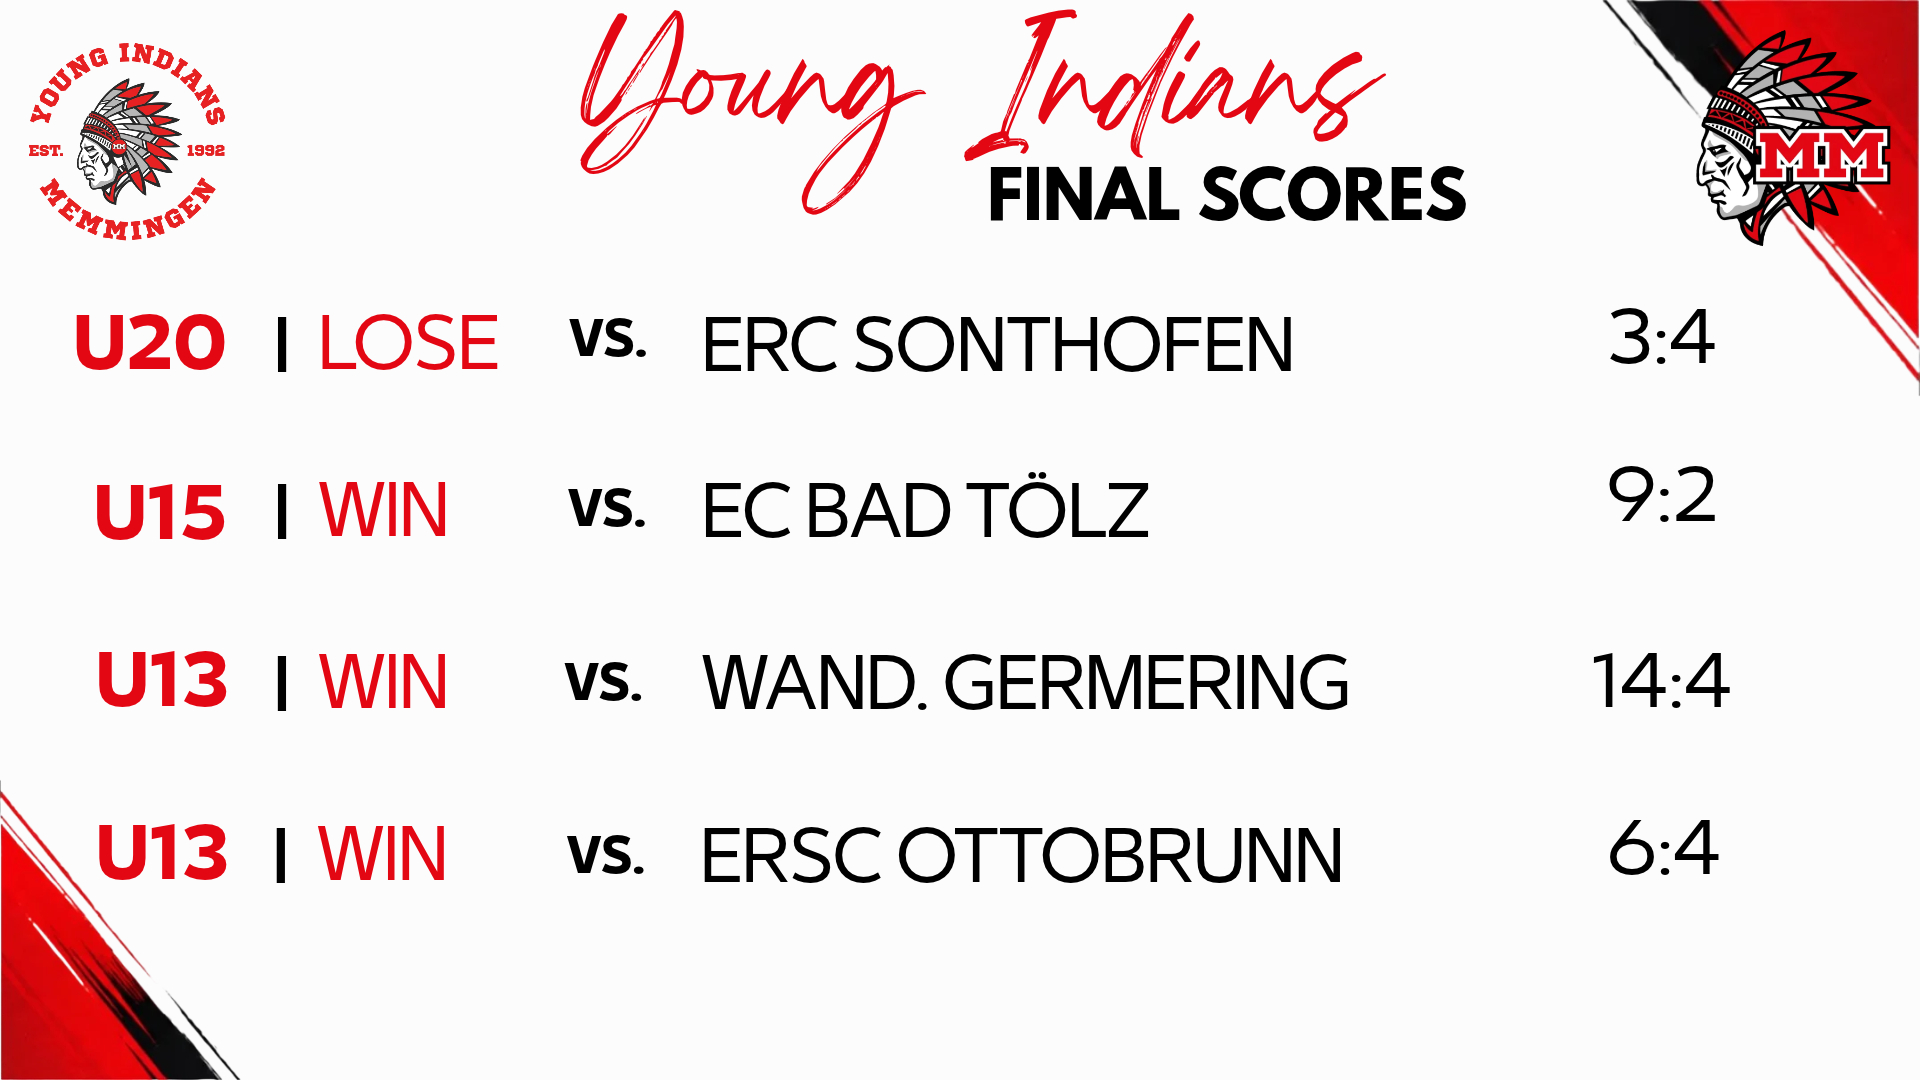 YOUNG INDIANS
EST. 1992
MEMMINGEN
MM
Young Indians
FINAL SCORES
MM
U20 | LOSE VS. ERC SONTHOFEN 3:4
U15 | WIN VS. EC BAD TÖLZ 9:2
U13 | WIN VS. WAND. GERMERING 14:4
U13 | WIN VS. ERSC OTTOBRUNN 6:4